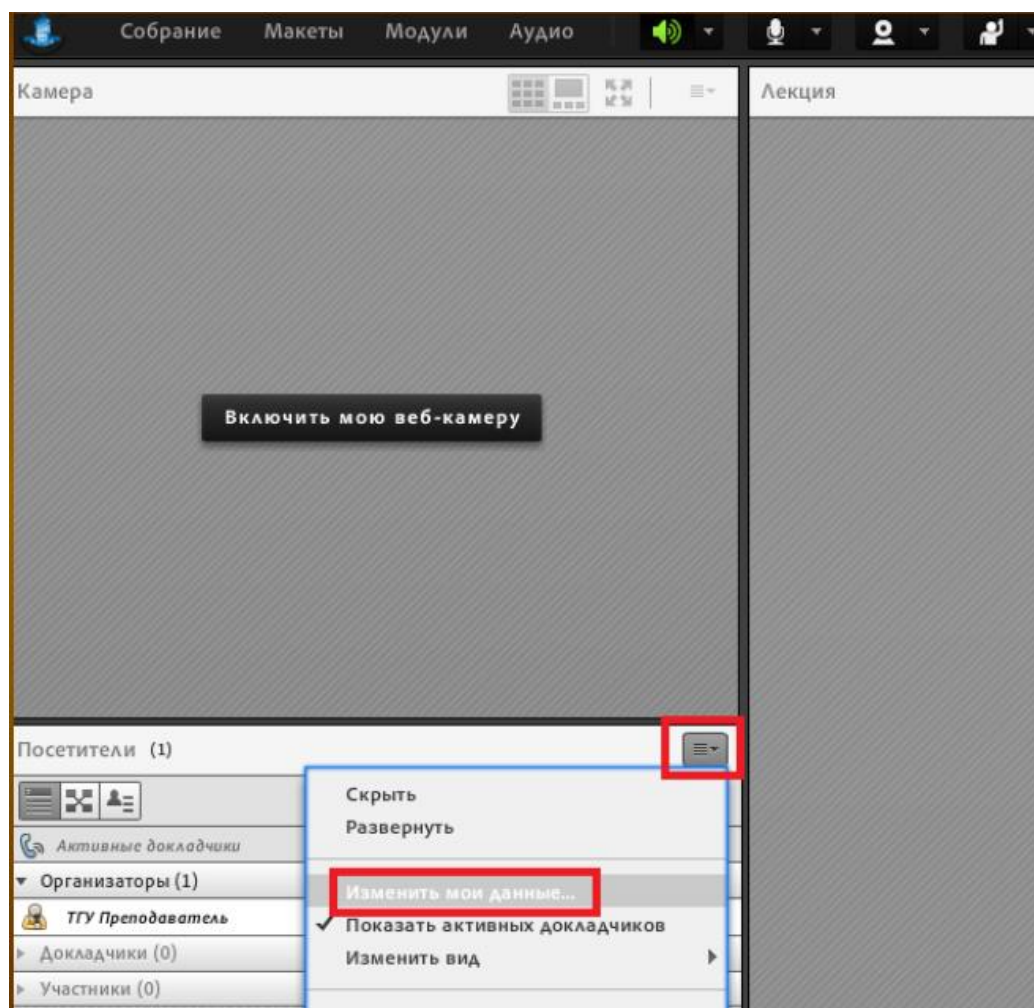 Собрание Макеты Модули Аудио
Камера
Лекция
Включить мою веб-камеру
Посетители (1)
Скрыть
Развернуть
Активные докладчики
Организаторы (1)
Изменить мои данные...
ТГУ Преподаватель
Показать активных докладчиков
Докладчики (0)
Изменить вид
Участники (0)